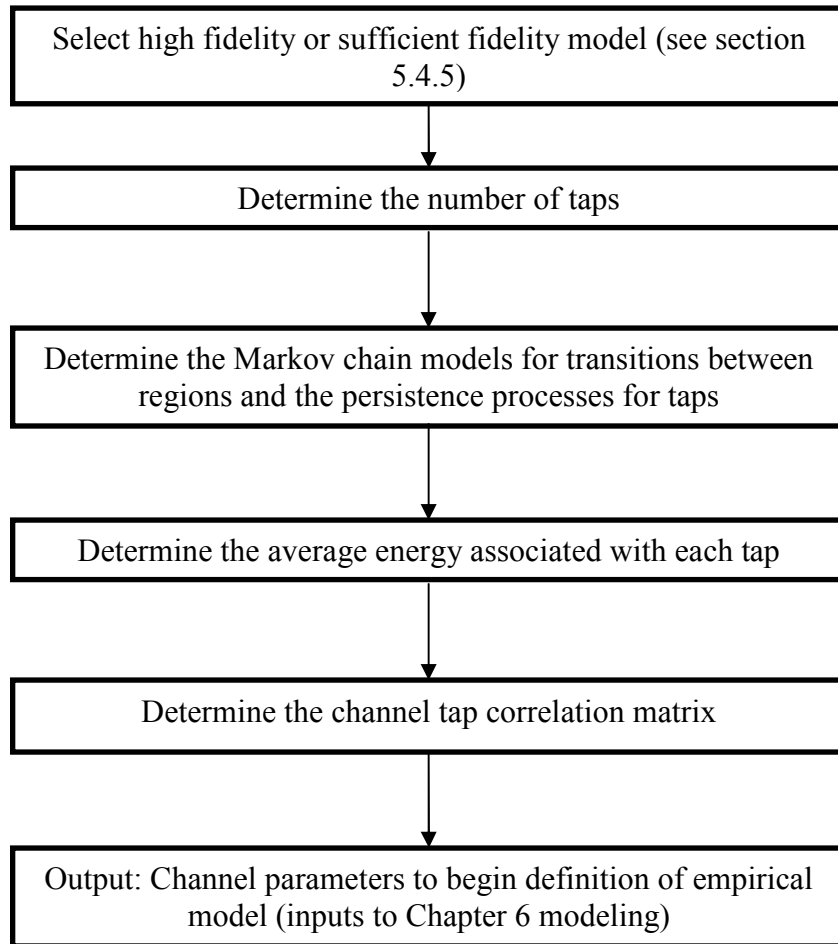 Select high fidelity or sufficient fidelity model (see section
5.4.5)
Determine the number of taps
Determine the Markov chain models for transitions between
regions and the persistence processes for taps
Determine the average energy associated with each tap
Determine the channel tap correlation matrix
Output: Channel parameters to begin definition of empirical
model (inputs to Chapter 6 modeling)